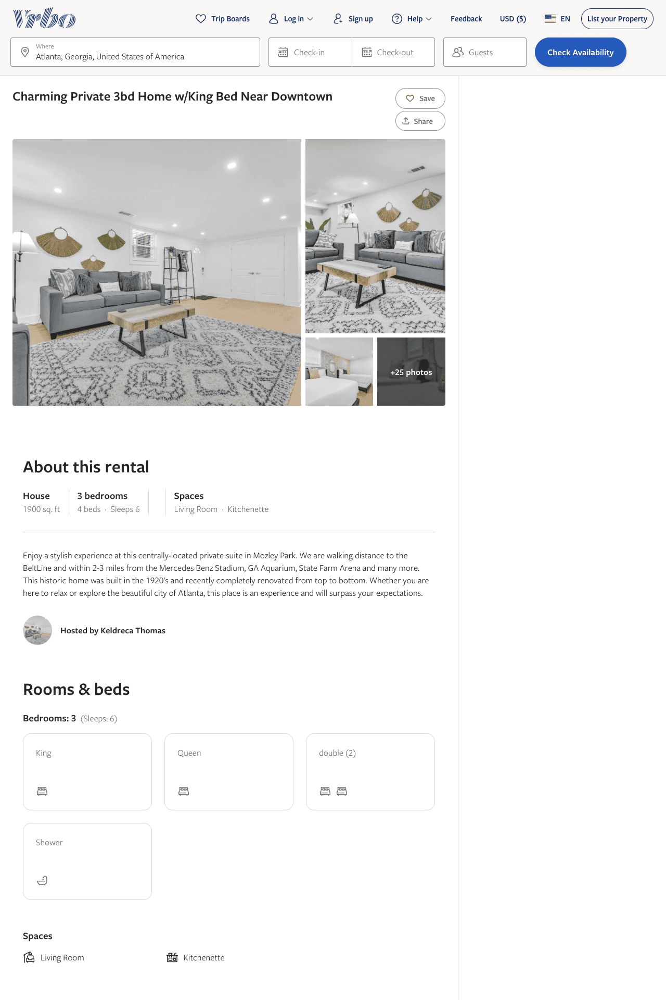 Vrbo
Trip Boards
Log in
Sign up
Help
Feedback
USD ($)
EN
List your Property
Where
Atlanta, Georgia, United States of America
Check-in
Check-out
Guests
Check Availability
Charming Private 3bd Home w/King Bed Near Downtown
Save
Share
+25 photos
About this rental
House
1900 sq. ft
3 bedrooms
4 beds · Sleeps 6
Spaces
Living Room · Kitchenette
Enjoy a stylish experience at this centrally-located private suite in Mozley Park. We are walking distance to the
BeltLine and within 2-3 miles from the Mercedes Benz Stadium, GA Aquarium, State Farm Arena and many more.
This historic home was built in the 1920's and recently completely renovated from top to bottom. Whether you are
here to relax or explore the beautiful city of Atlanta, this place is an experience and will surpass your expectations.
Hosted by Keldreca Thomas
Rooms & beds
Bedrooms: 3 (Sleeps: 6)
King
Queen
double (2)
Shower
Spaces
Living Room
Kitchenette